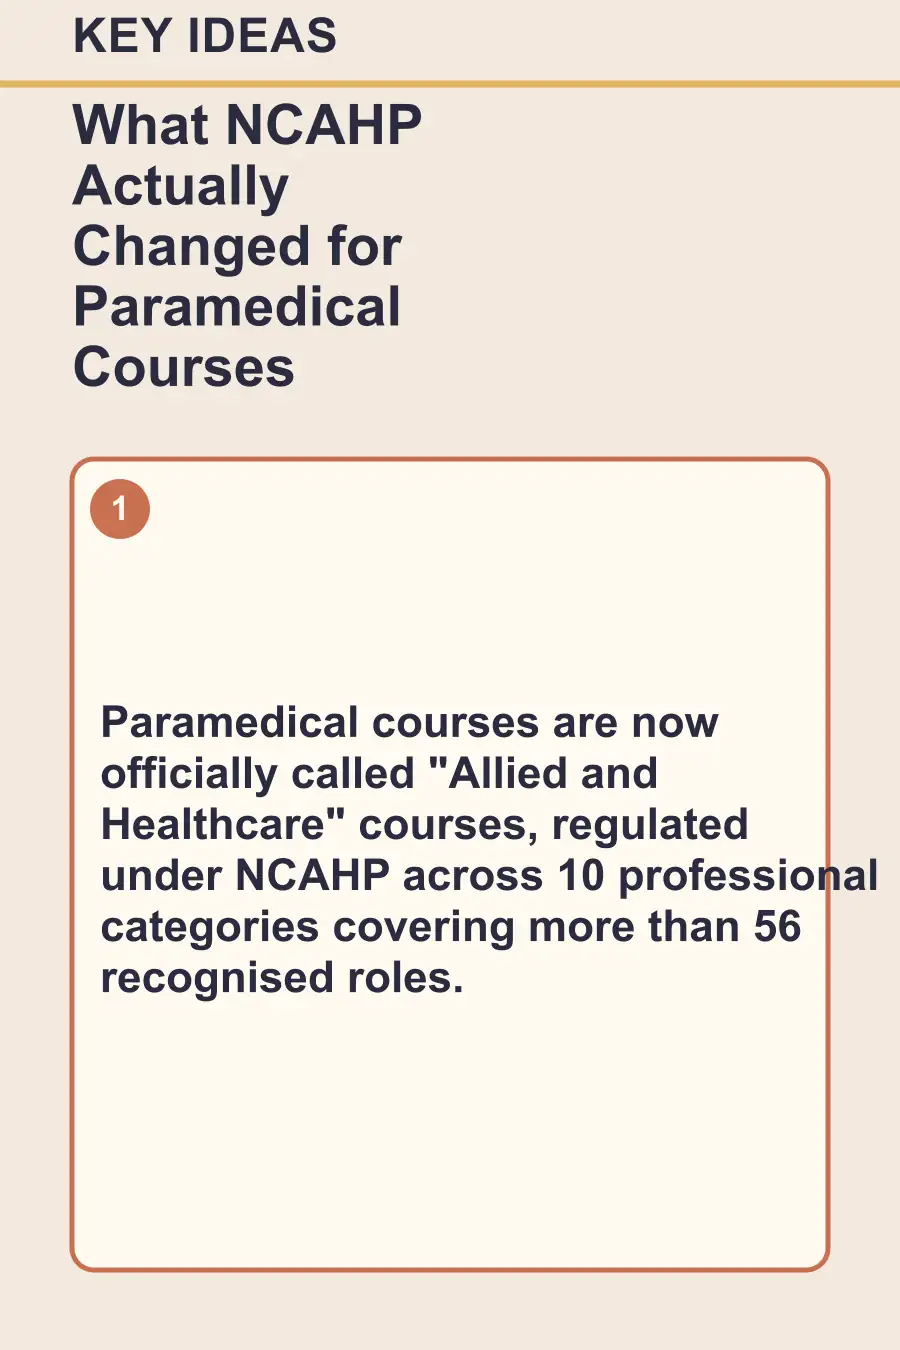 KEY IDEAS
What NCAHP
Actually
Changed for
Paramedical
Courses
1
Paramedical courses are now
officially called "Allied and
Healthcare" courses, regulated
under NCAHP across 10 professional
categories covering more than 56
recognised roles.